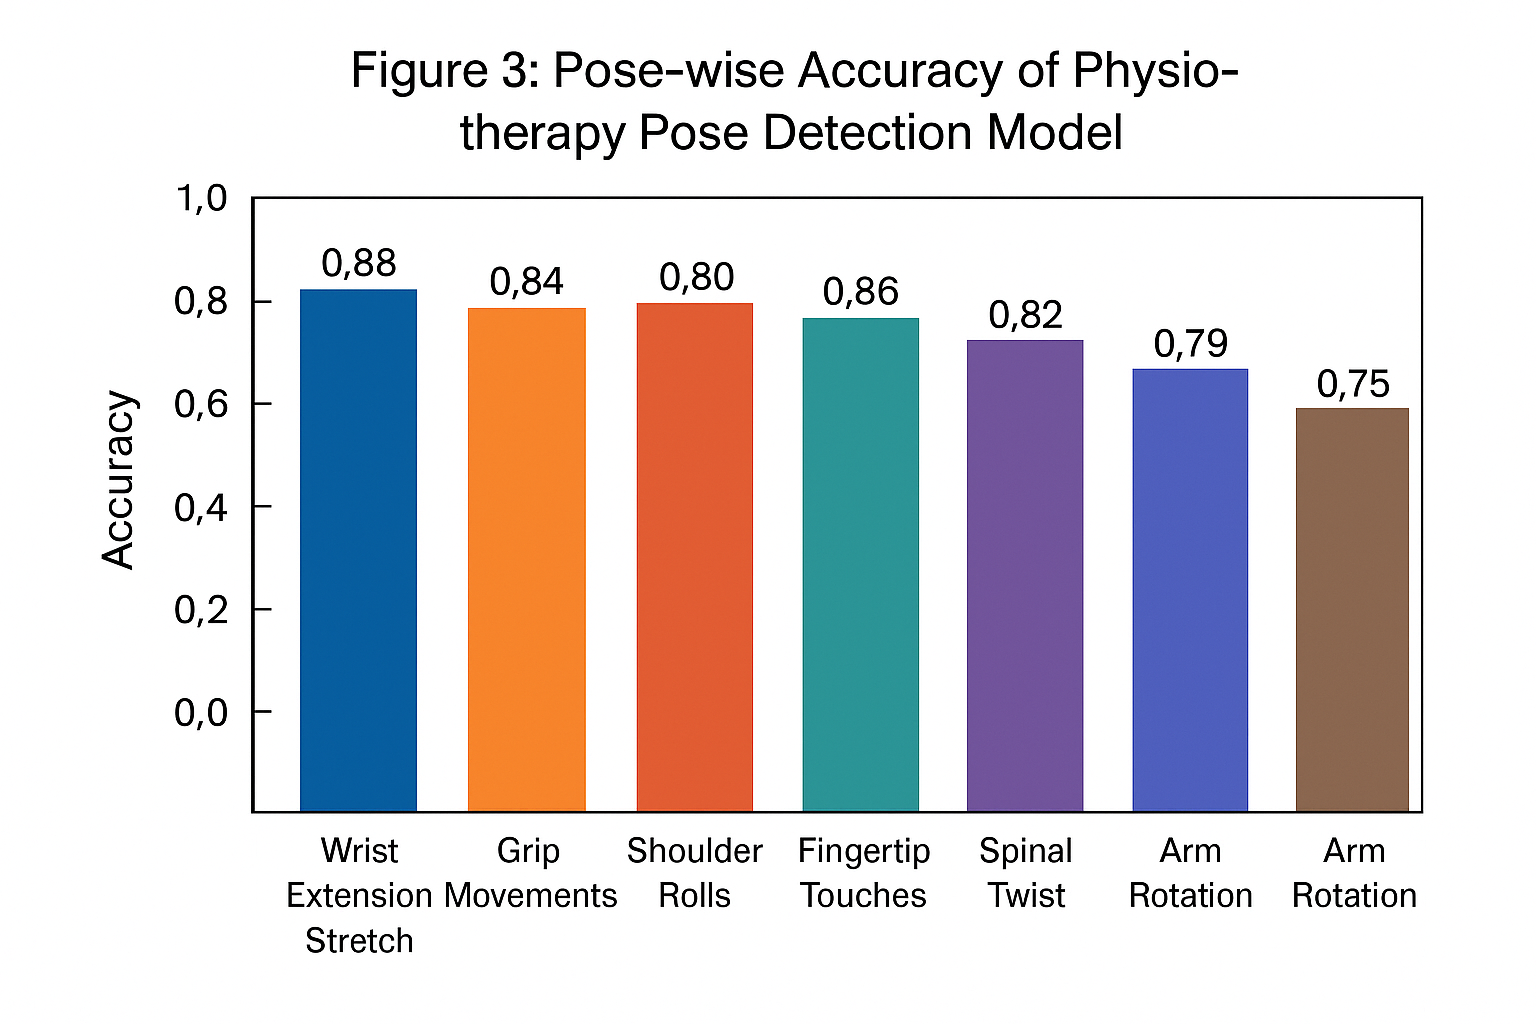 Figure 3: Pose-wise Accuracy of Physio-
therapy Pose Detection Model
Accuracy
1,0
0,8
0,6
0,4
0,2
0,0
0,88
0,84
0,80
0,86
0,82
0,79
0,75
Wrist
Extension
Stretch
Grip
Movements
Shoulder
Rolls
Fingertip
Touches
Spinal
Twist
Arm
Rotation
Arm
Rotation